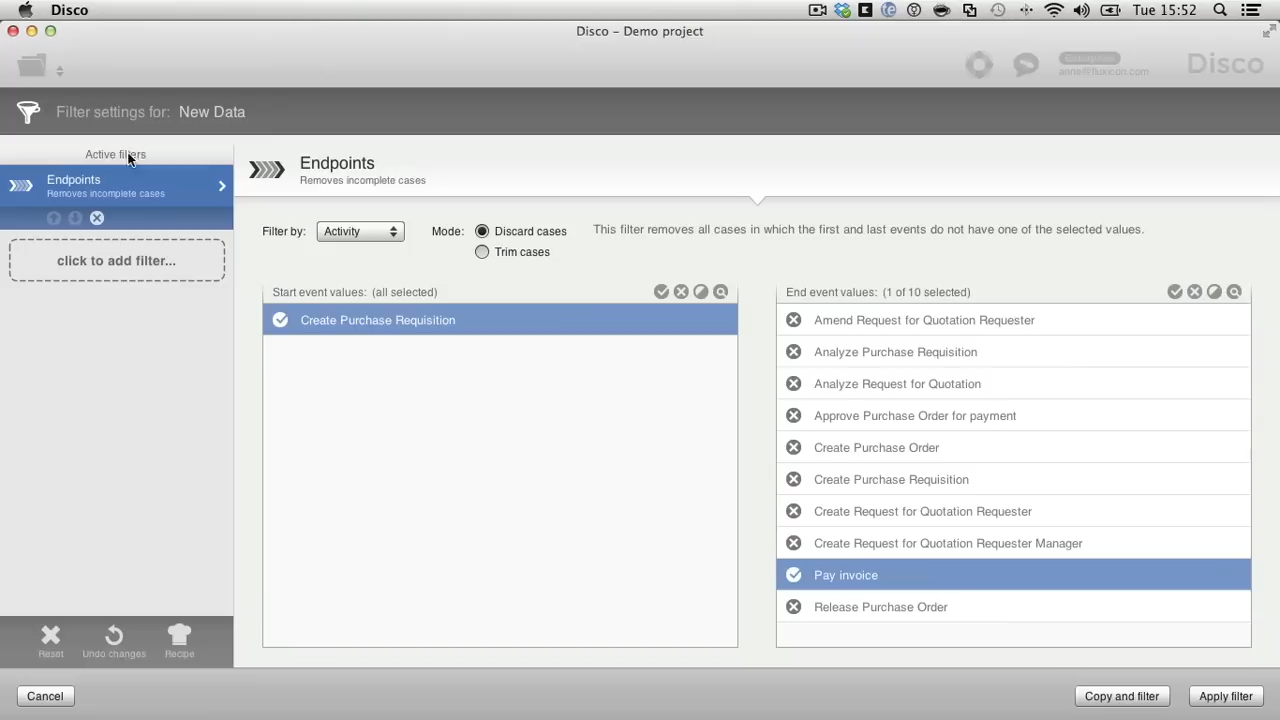 Disco
Tue 15:52
Disco – Demo project
Enterprise
anne@fluxicon.com
Disco
Filter settings for: New Data
Active filters
Endpoints
Removes incomplete cases
click to add filter...
Endpoints
Removes incomplete cases
Filter by: Activity
Mode: Discard cases
Trim cases
This filter removes all cases in which the first and last events do not have one of the selected values.
Start event values: (all selected)
Create Purchase Requisition
End event values: (1 of 10 selected)
Amend Request for Quotation Requester
Analyze Purchase Requisition
Analyze Request for Quotation
Approve Purchase Order for payment
Create Purchase Order
Create Purchase Requisition
Create Request for Quotation Requester
Create Request for Quotation Requester Manager
Pay invoice
Release Purchase Order
Reset
Undo changes
Recipe
Cancel
Copy and filter
Apply filter